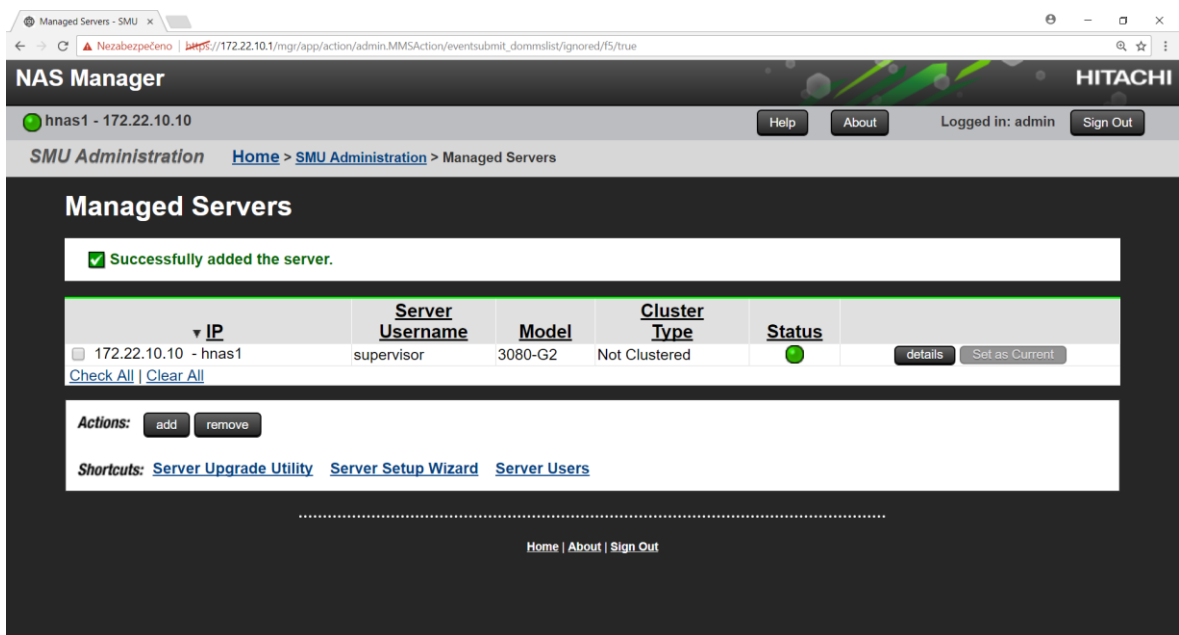 Managed Servers - SMU
Nezabezpečeno | https://172.22.10.1/mgr/app/action/admin.MMSAction/eventsubmit_dommslist/ignored/f5/true
NAS Manager HITACHI
hnas1 - 172.22.10.10 Help About Logged in: admin Sign Out
SMU Administration Home > SMU Administration > Managed Servers
Managed Servers
Successfully added the server.
Server Cluster
IP Username Model Type Status
172.22.10.10 - hnas1 supervisor 3080-G2 Not Clustered details Set as Current
Check All | Clear All
Actions: add remove
Shortcuts: Server Upgrade Utility Server Setup Wizard Server Users
Home | About | Sign Out